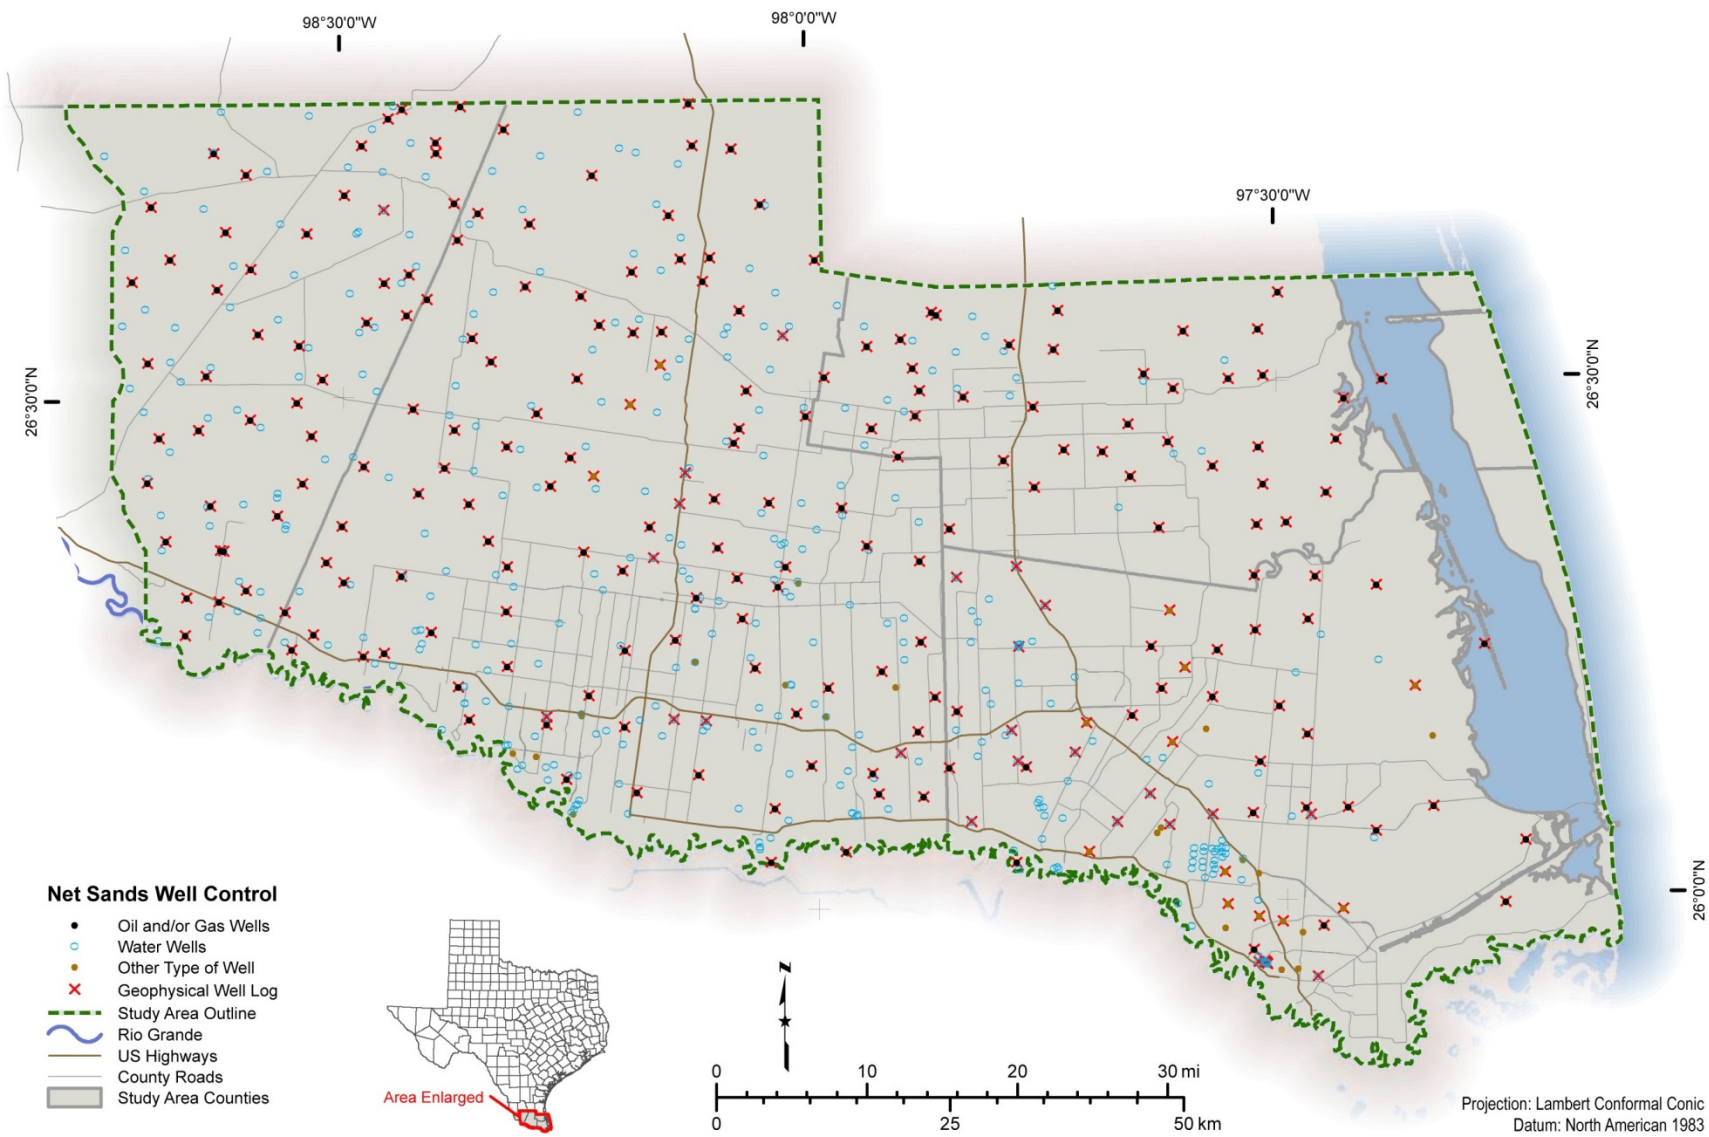 98°30'0"W
98°0'0"W
97°30'0"W
26°30'0"N
26°30'0"N
26°0'0"N
Net Sands Well Control
Oil and/or Gas Wells
Water Wells
Other Type of Well
Geophysical Well Log
Study Area Outline
Rio Grande
US Highways
County Roads
Study Area Counties
Area Enlarged
N
0 10 20 30 mi
0 25 50 km
Projection: Lambert Conformal Conic
Datum: North American 1983